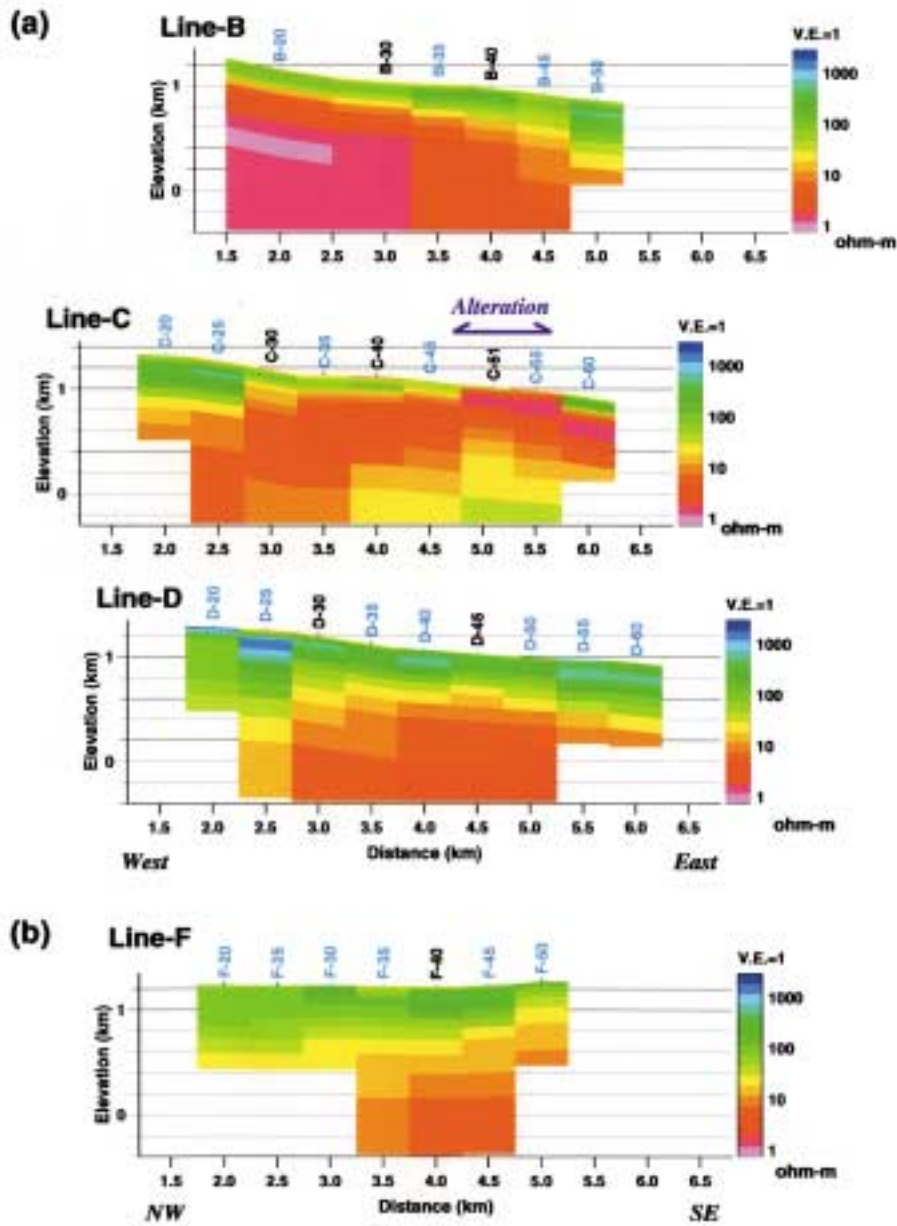 (a)
Line-B
V.E.=1
B-20
B-30
B-35
B-40
B-45
B-50
1000
100
10
1
ohm-m
Elevation (km)
1
0
1.5 2.0 2.5 3.0 3.5 4.0 4.5 5.0 5.5 6.0 6.5
Line-C
Alteration
V.E.=1
D-20
C-25
C-30
C-35
C-40
C-45
C-51
C-55
C-60
1000
100
10
1
ohm-m
Elevation (km)
1
0
1.5 2.0 2.5 3.0 3.5 4.0 4.5 5.0 5.5 6.0 6.5
Line-D
V.E.=1
D-20
D-25
D-30
D-35
D-40
D-45
D-50
D-55
D-60
1000
100
10
1
ohm-m
Elevation (km)
1
0
1.5 2.0 2.5 3.0 3.5 4.0 4.5 5.0 5.5 6.0 6.5
West
Distance (km)
East
(b)
Line-F
V.E.=1
F-20
F-25
F-30
F-35
F-40
F-45
F-50
1000
100
10
1
ohm-m
Elevation (km)
1
0
1.5 2.0 2.5 3.0 3.5 4.0 4.5 5.0 5.5 6.0 6.5
NW
Distance (km)
SE